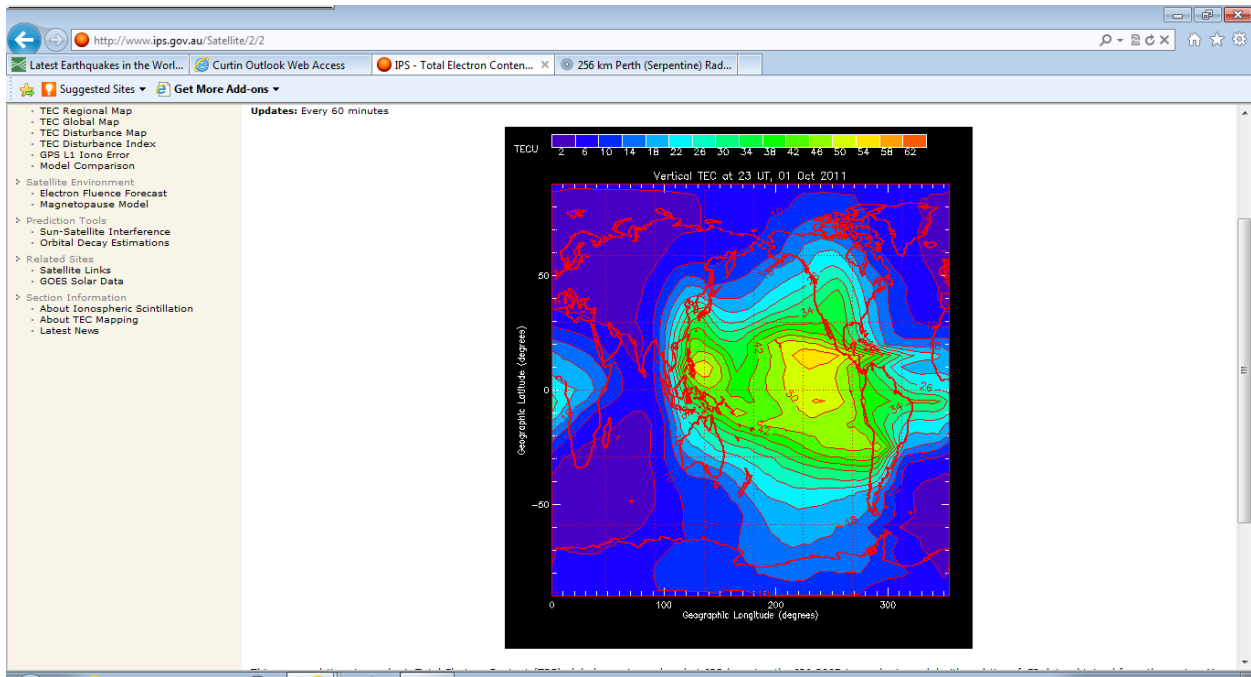 http://www.ips.gov.au/Satellite/2/2
Latest Earthquakes in the Worl...
Curtin Outlook Web Access
IPS - Total Electron Conten...
256 km Perth (Serpentine) Rad...
Suggested Sites
Get More Add-ons
TEC Regional Map
TEC Global Map
TEC Disturbance Map
TEC Disturbance Index
GPS L1 Iono Error
Model Comparison
Satellite Environment
Electron Fluence Forecast
Magnetopause Model
Prediction Tools
Sun-Satellite Interference
Orbital Decay Estimations
Related Sites
Satellite Links
GOES Solar Data
Section Information
About Ionospheric Scintillation
About TEC Mapping
Latest News
Updates: Every 60 minutes
TECU 2 6 10 14 18 22 26 30 34 38 42 46 50 54 58 62
Vertical TEC at 23 UT, 01 Oct 2011
10
34
42
50
26
34
42
18
50
0
-50
Geographic Latitude (degrees)
0 100 200 300
Geographic Longitude (degrees)